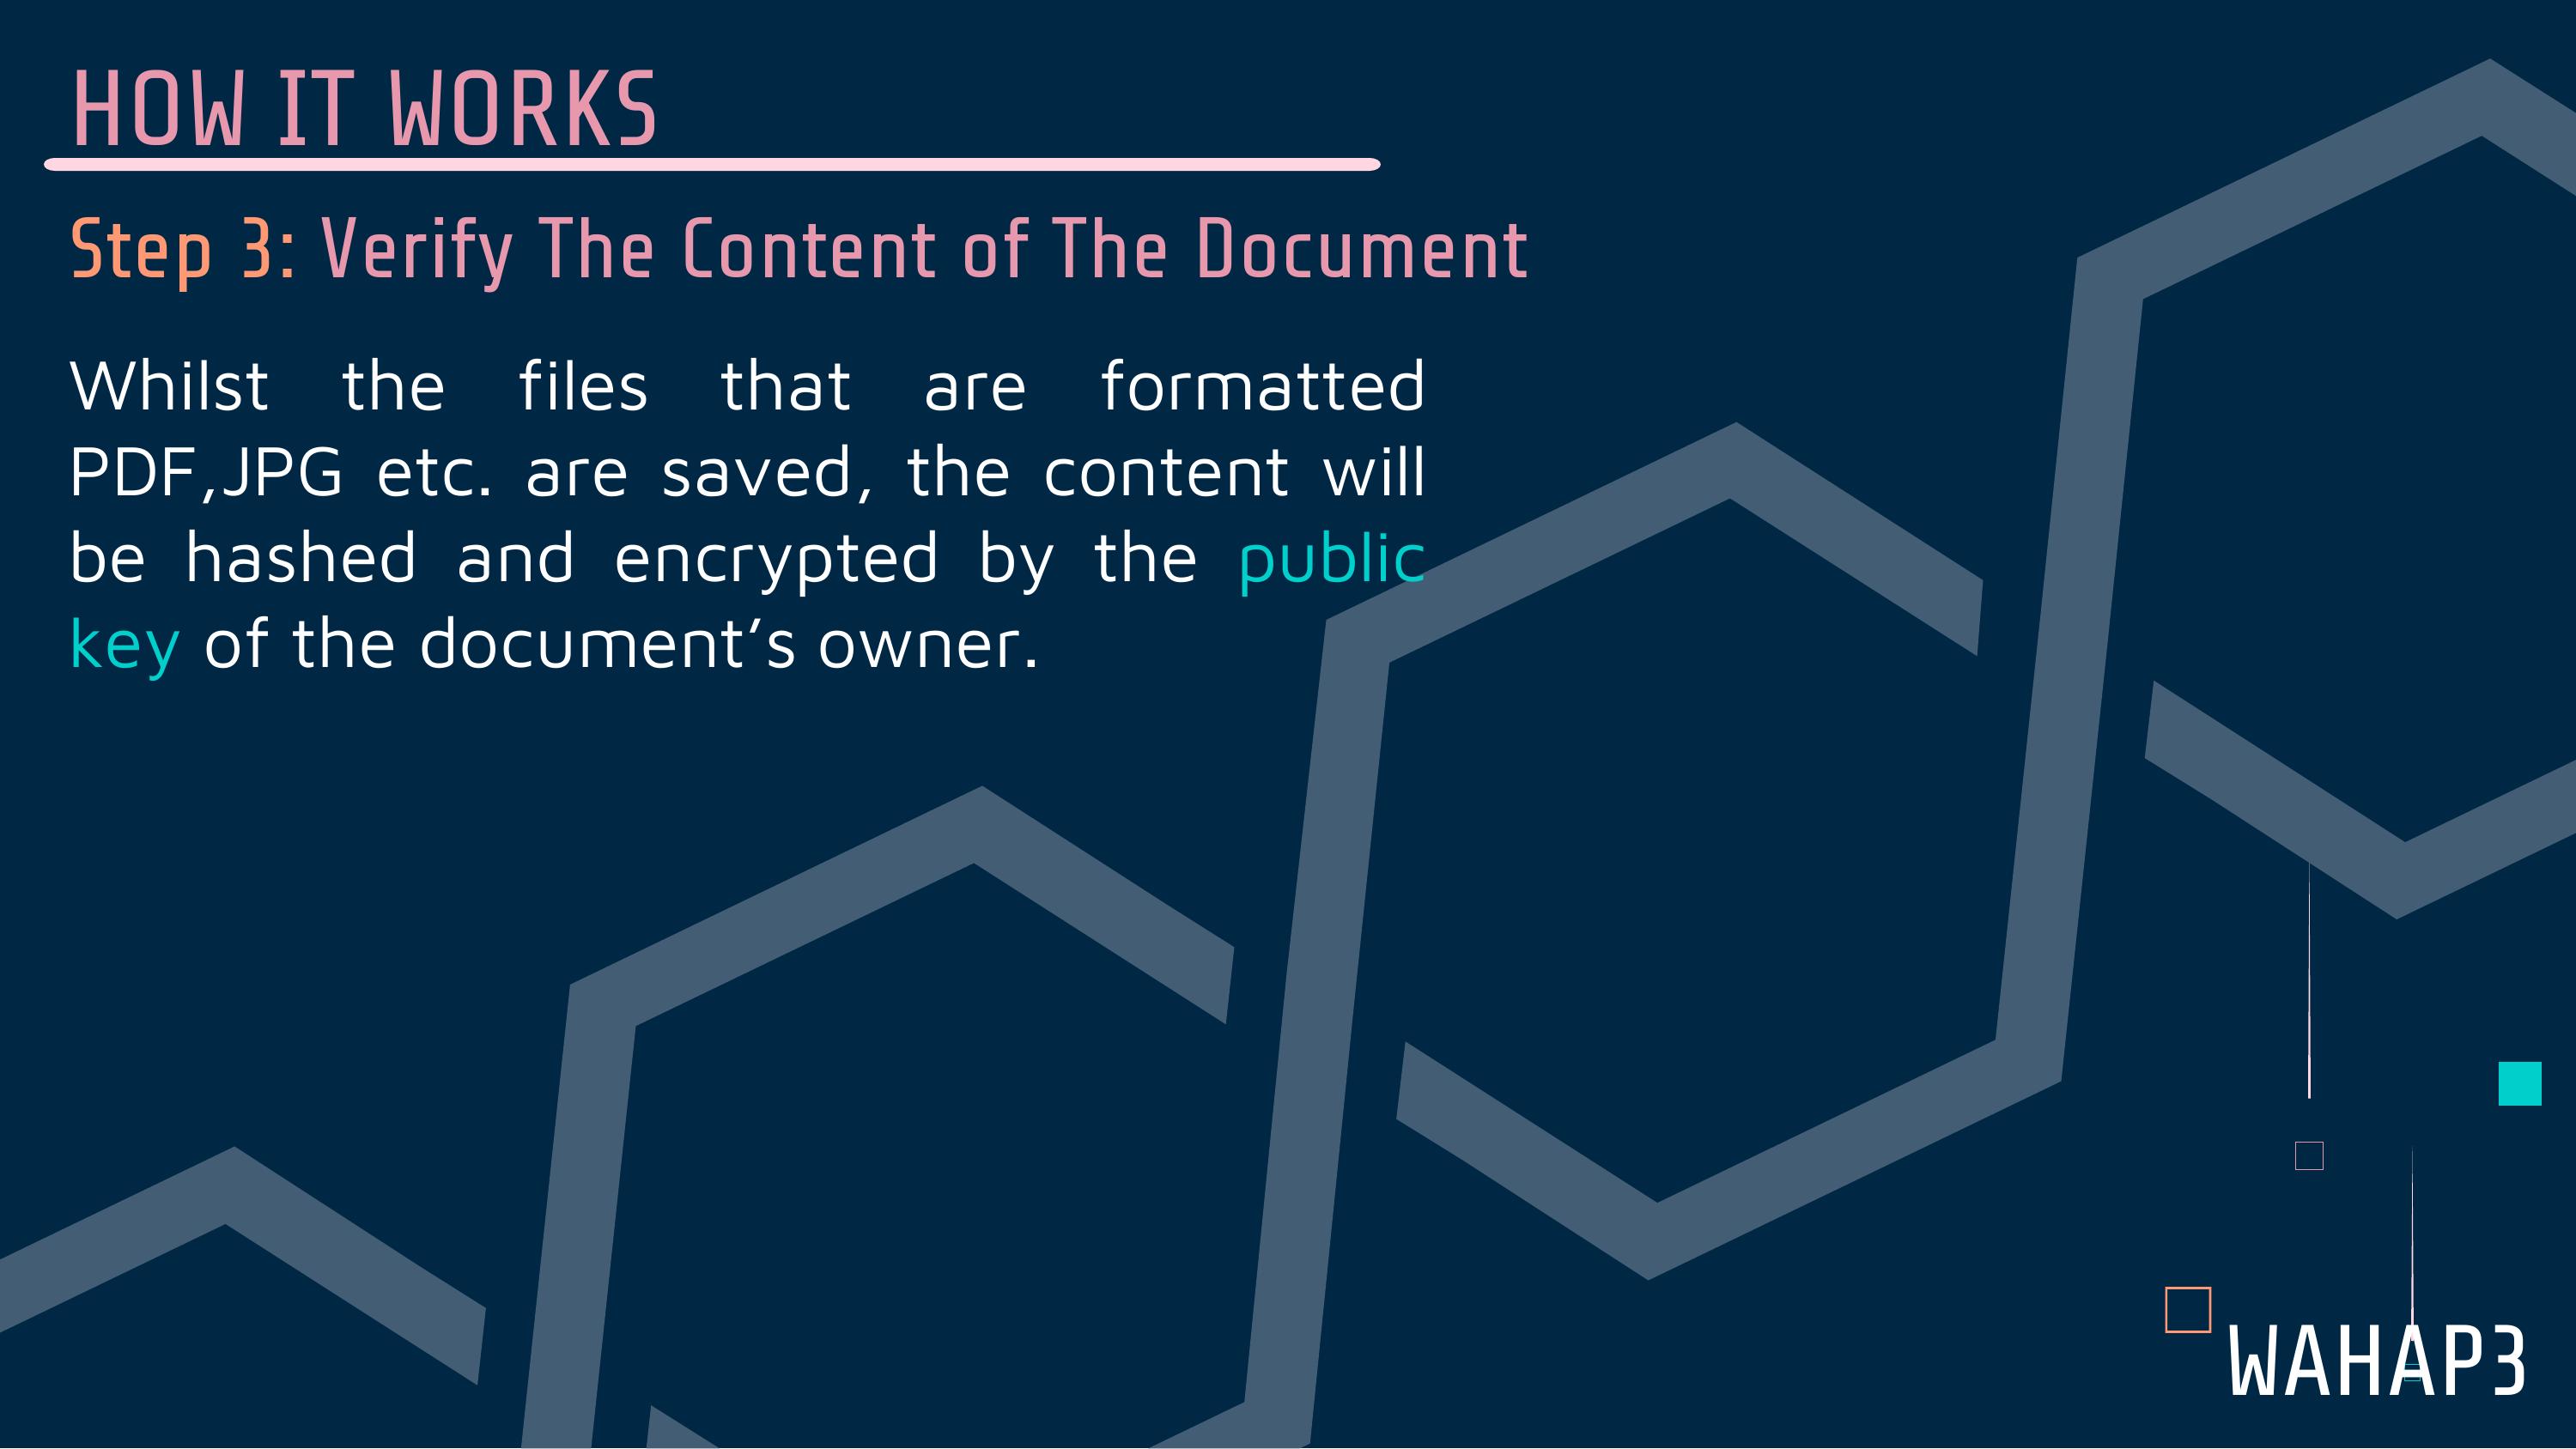 HOW IT WORKS
Step 3: Verify The Content of The Document
Whilst the files that are formatted
PDF,JPG etc. are saved, the content will
be hashed and encrypted by the public
key of the document‘s owner.
WAHAP3